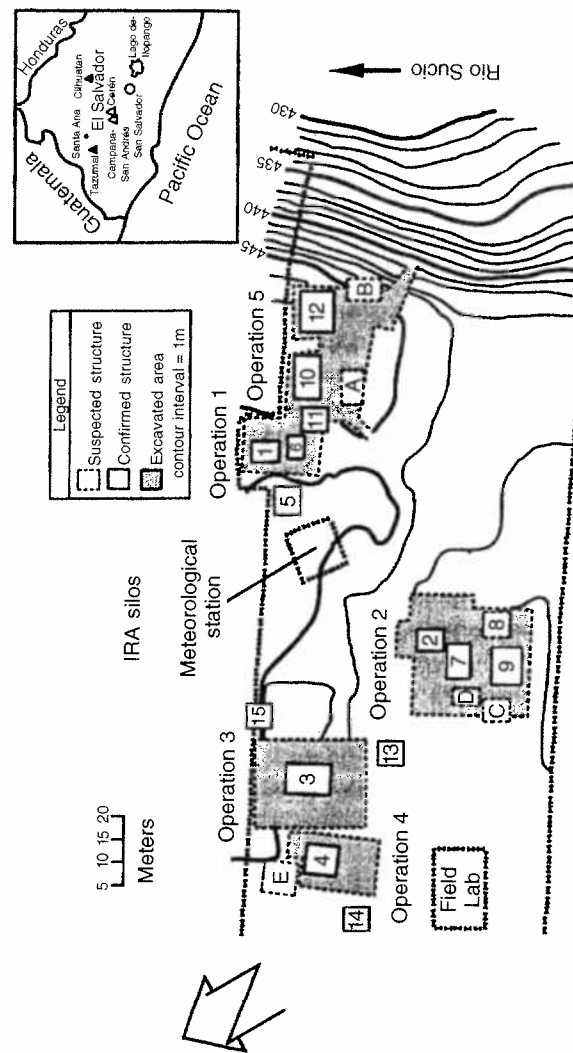 Honduras
Guatemala
Santa Ana
Cihuatan
Tazumal
El Salvador
Campana-
San Andrés
Cerén
San Salvador
Lago de
Ilopango
Pacific Ocean
Legend
Suspected structure
Confirmed structure
Excavated area
contour interval = 1m
5 10 15 20
Meters
IRA silos
Meteorological
station
Operation 3
Operation 1
Operation 5
Operation 4
Operation 2
Field
Lab
E
14
4
3
15
13
5
1
6
11
10
12
A
B
2
7
8
9
D
C
445
440
435
430
Rio Sucio